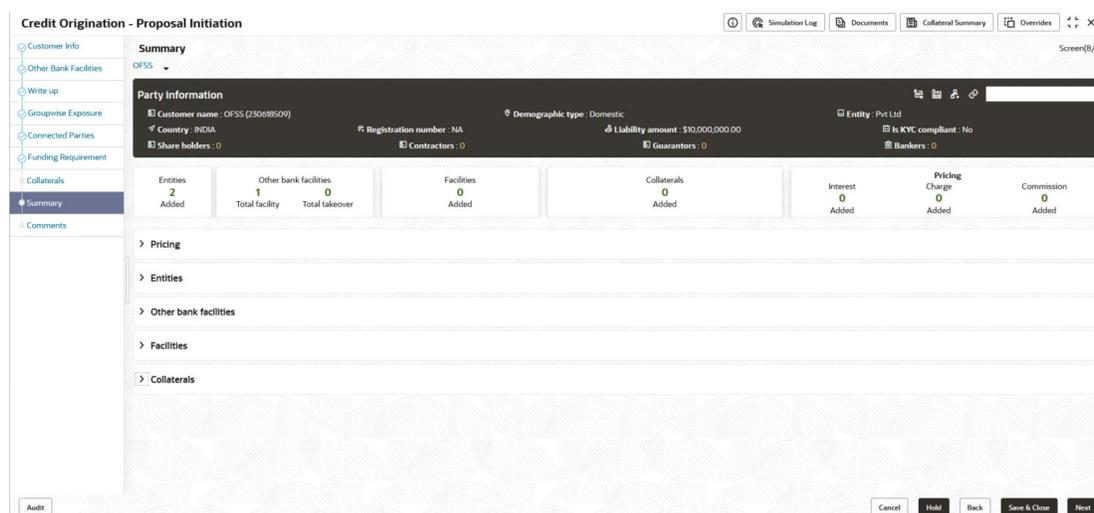 Credit Origination - Proposal Initiation
Simulation Log
Documents
Collateral Summary
Overrides
Customer Info
Other Bank Facilities
Write up
Groupwise Exposure
Connected Parties
Funding Requirement
Collaterals
Summary
Comments
Summary
Screen(8/
OFSS
Party information
Customer name : OFSS (230618509)
Demographic type : Domestic
Entity : Pvt Ltd
Country : INDIA
Registration number : NA
Liability amount : $10,000,000.00
Is KYC compliant : No
Share holders : 0
Contractors : 0
Guarantors : 0
Bankers : 0
Entities
2
Added
Other bank facilities
1 0
Total facility Total takeover
Facilities
0
Added
Collaterals
0
Added
Pricing
Interest Charge Commission
0 0 0
Added Added Added
Pricing
Entities
Other bank facilities
Facilities
Collaterals
Audit
Cancel
Hold
Back
Save & Close
Next